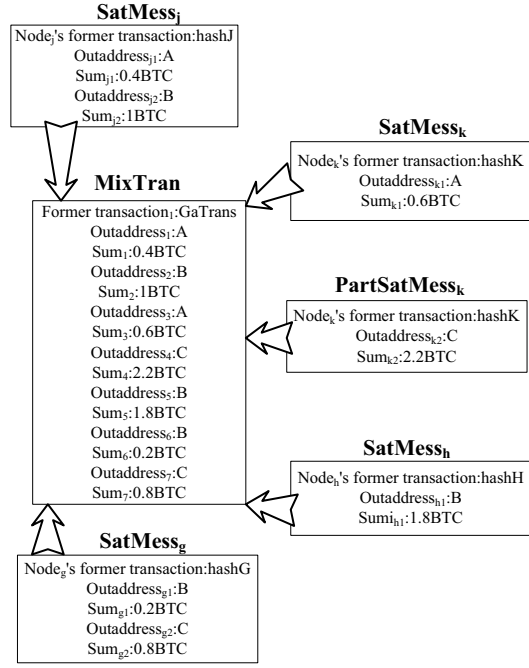 SatMessj
Nodej's former transaction:hashJ
Outaddressj1:A
Sumj1:0.4BTC
Outaddressj2:B
Sumj2:1BTC
SatMessk
Nodek's former transaction:hashK
Outaddressk1:A
Sumk1:0.6BTC
MixTran
Former transaction1:GaTrans
Outaddress1:A
Sum1:0.4BTC
Outaddress2:B
Sum2:1BTC
Outaddress3:A
Sum3:0.6BTC
Outaddress4:C
Sum4:2.2BTC
Outaddress5:B
Sum5:1.8BTC
Outaddress6:B
Sum6:0.2BTC
Outaddress7:C
Sum7:0.8BTC
PartSatMessk
Nodek's former transaction:hashK
Outaddressk2:C
Sumk2:2.2BTC
SatMessh
Nodeh's former transaction:hashH
Outaddressh1:B
Sumih1:1.8BTC
SatMessg
Nodeg's former transaction:hashG
Outaddressg1:B
Sumg1:0.2BTC
Outaddressg2:C
Sumg2:0.8BTC